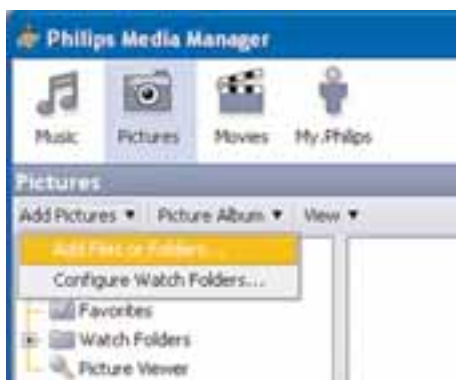 Philips Media Manager
Music Pictures Movies My.Philips
Pictures
Add Pictures ▼ Picture Album ▼ View ▼
Add Files or Folders...
Configure Watch Folders...
Favorites
Watch Folders
Picture Viewer